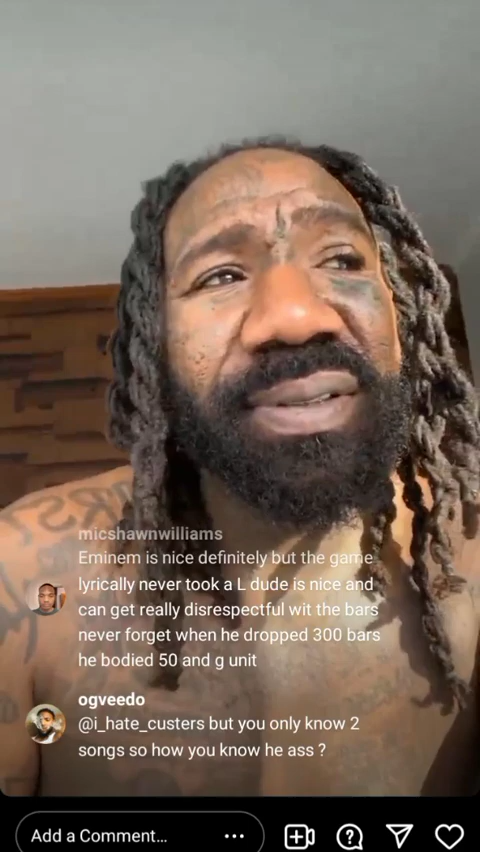 micshawnwilliams
Eminem is nice definitely but the game
lyrically never took a L dude is nice and
can get really disrespectful wit the bars
never forget when he dropped 300 bars
he bodied 50 and g unit
ogveedo
@i_hate_custers but you only know 2
songs so how you know he ass ?
Add a Comment...